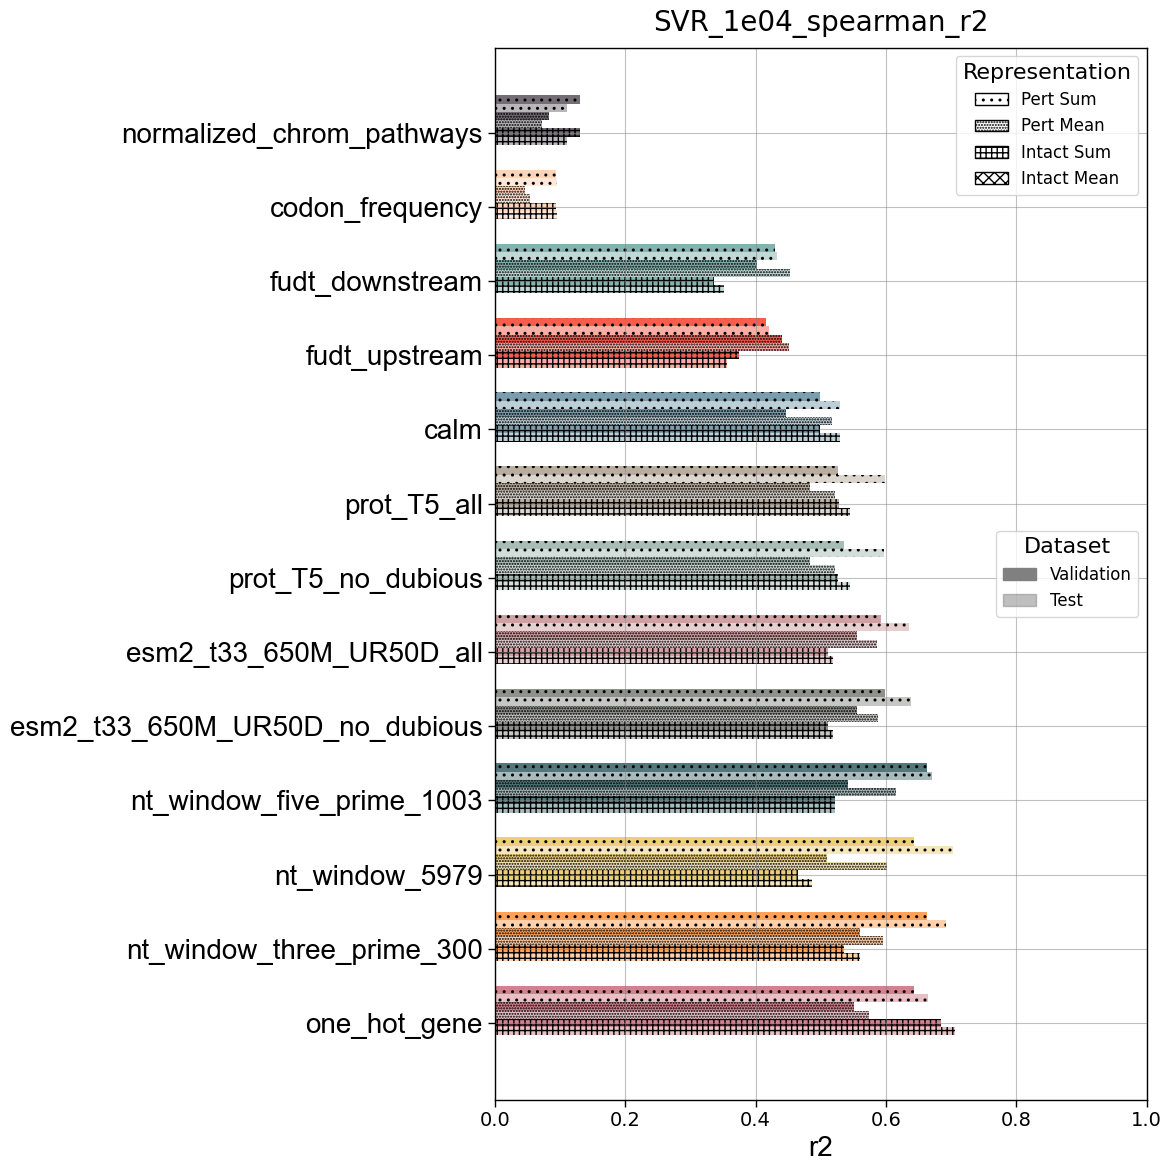 SVR_1e04_spearman_r2
Representation
Pert Sum
Pert Mean
Intact Sum
Intact Mean
normalized_chrom_pathways
codon_frequency
fudt_downstream
fudt_upstream
calm
prot_T5_all
prot_T5_no_dubious
Dataset
Validation
Test
esm2_t33_650M_UR50D_all
esm2_t33_650M_UR50D_no_dubious
nt_window_five_prime_1003
nt_window_5979
nt_window_three_prime_300
one_hot_gene
0.0 0.2 0.4 0.6 0.8 1.0
r2